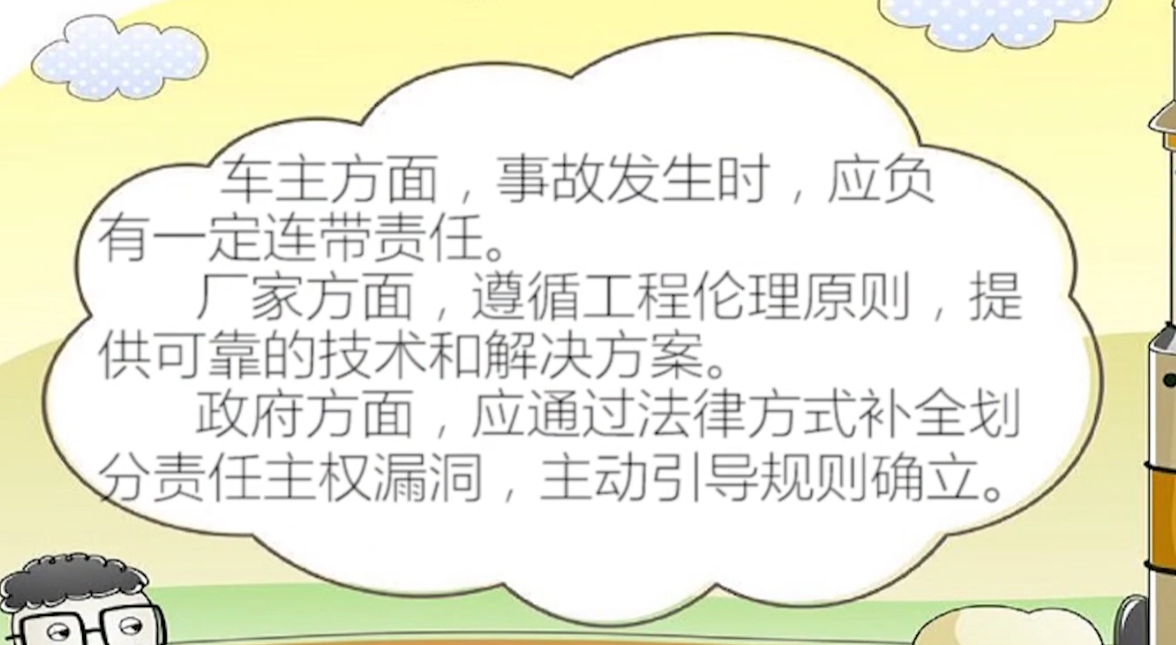 车主方面，事故发生时，应负
有一定连带责任。
厂家方面，遵循工程伦理原则，提
供可靠的技术和解决方案。
政府方面，应通过法律方式补全划
分责任主权漏洞，主动引导规则确立。